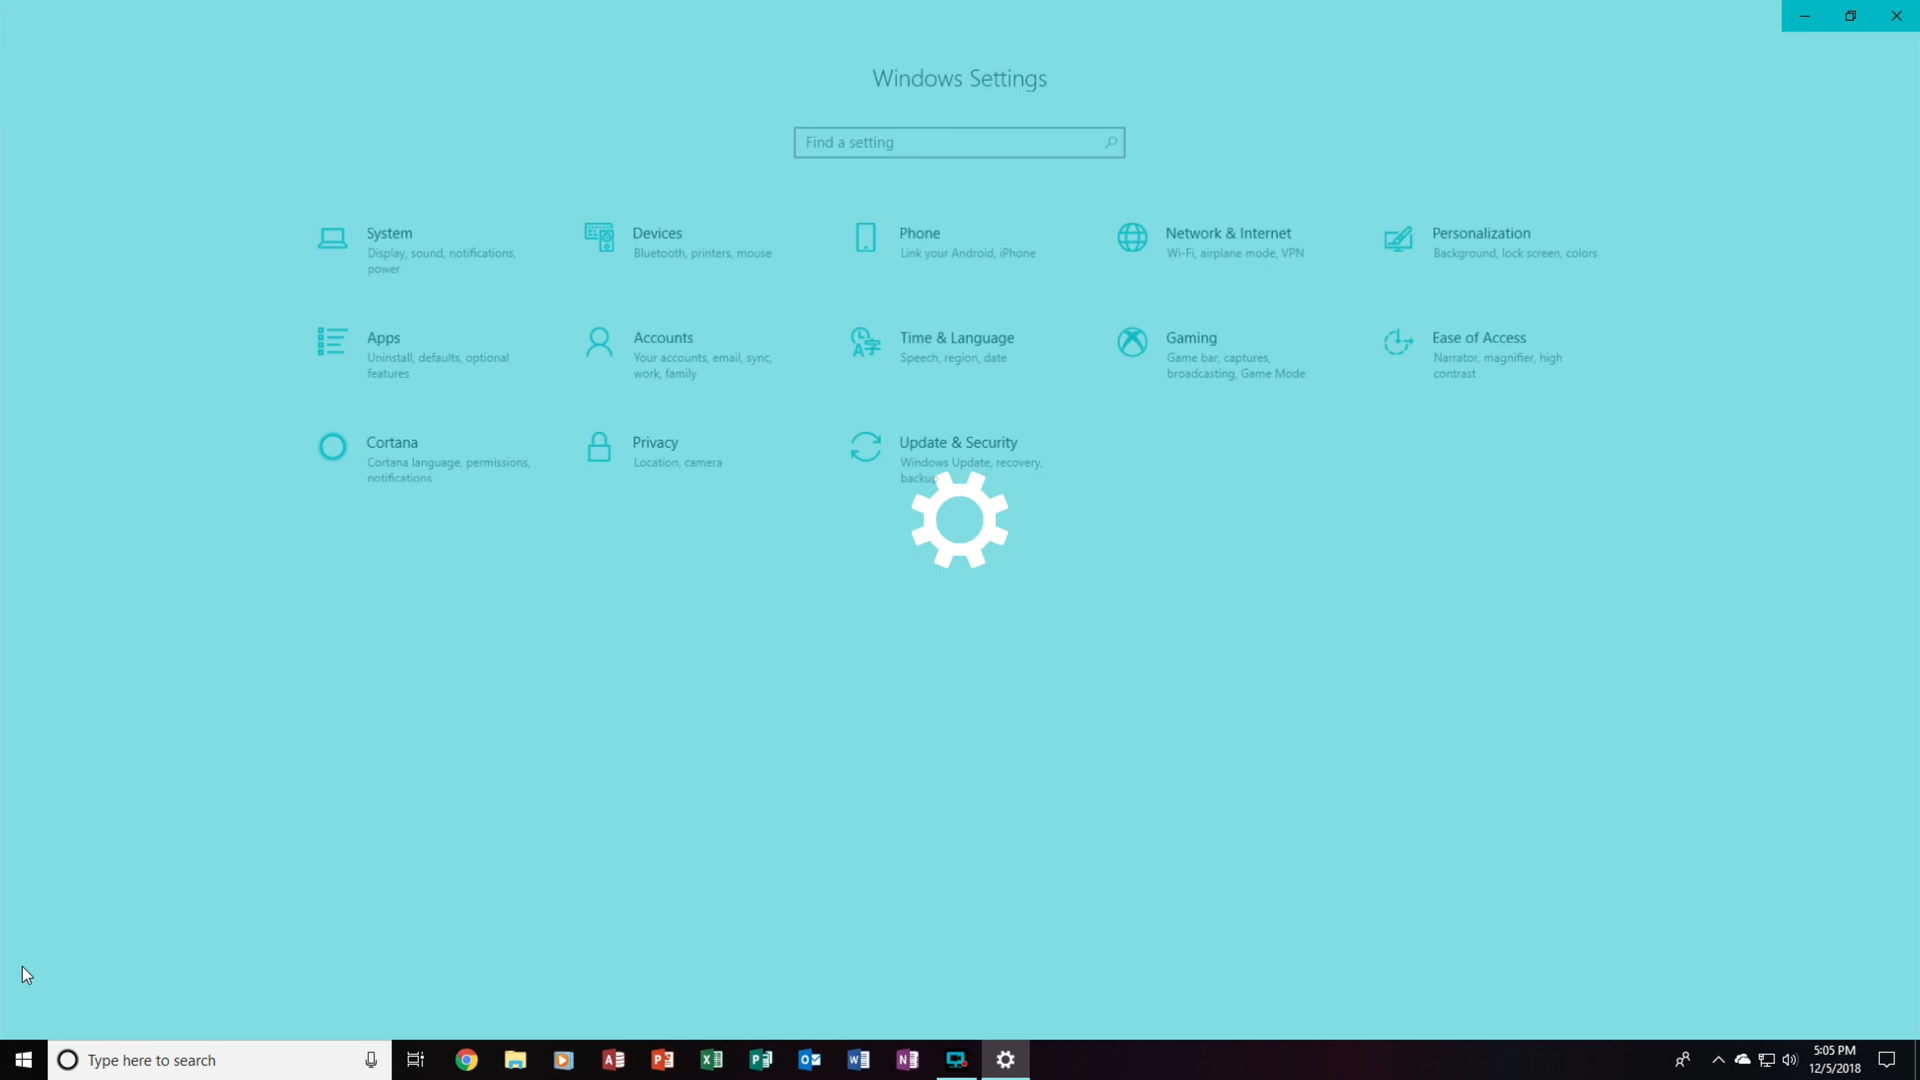 Windows Settings
Find a setting
System
Display, sound, notifications,
power
Devices
Bluetooth, printers, mouse
Phone
Link your Android, iPhone
Network & Internet
Wi-Fi, airplane mode, VPN
Personalization
Background, lock screen, colors
Apps
Uninstall, defaults, optional
features
Accounts
Your accounts, email, sync,
work, family
Time & Language
Speech, region, date
Gaming
Game bar, captures,
broadcasting, Game Mode
Ease of Access
Narrator, magnifier, high
contrast
Cortana
Cortana language, permissions,
notifications
Privacy
Location, camera
Update & Security
Windows Update, recovery,
backup
Type here to search
5:05 PM
12/5/2018